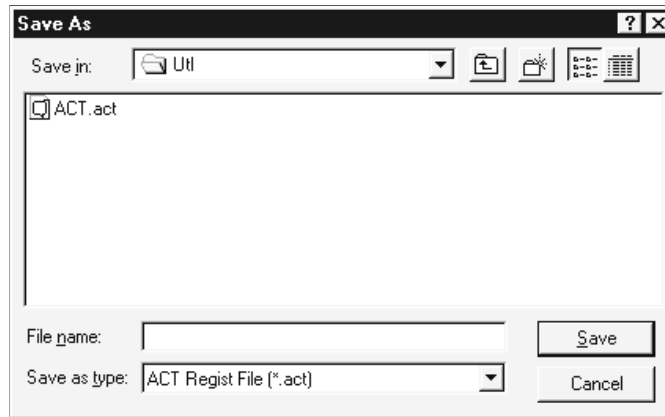 Save As
Save in: Utl
ACT.act
File name: Save
Save as type: ACT Regist File (*.act) Cancel